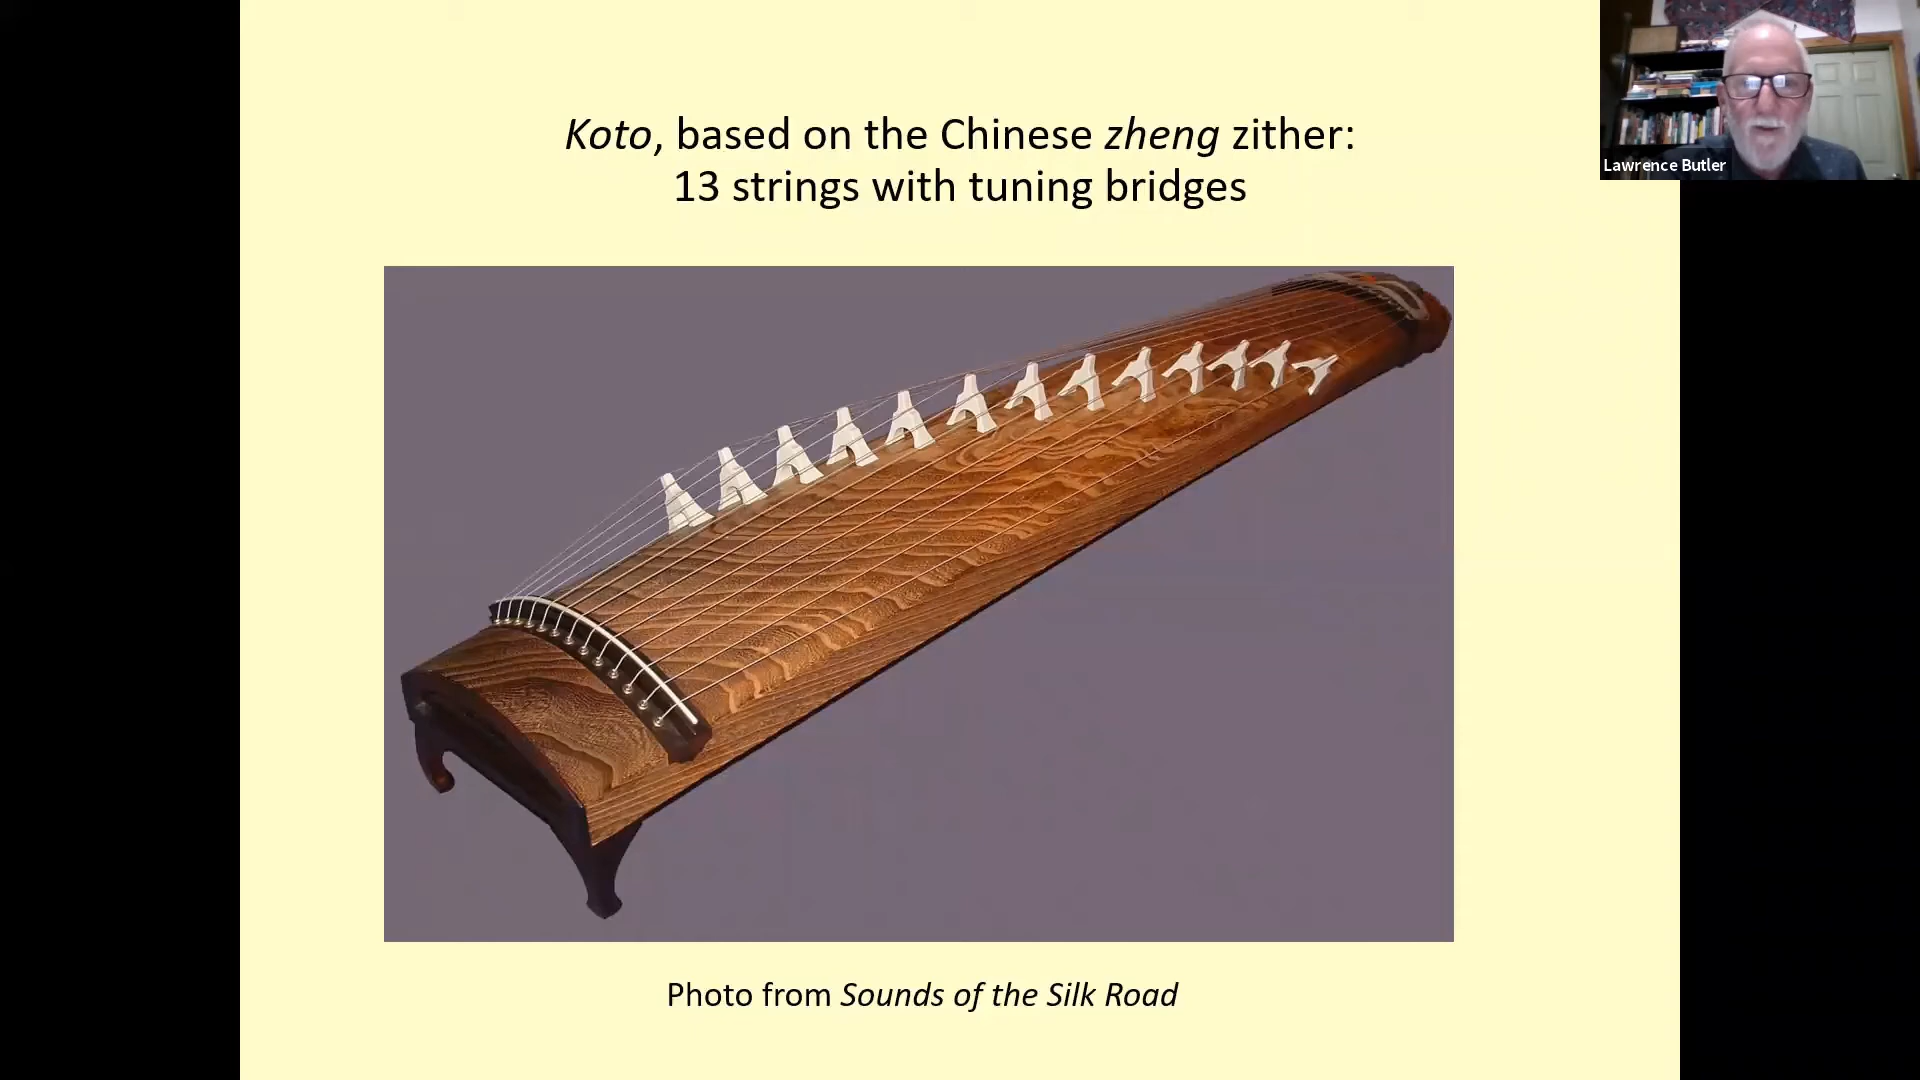 Koto, based on the Chinese zheng zither:
13 strings with tuning bridges
Lawrence Butler
Photo from Sounds of the Silk Road